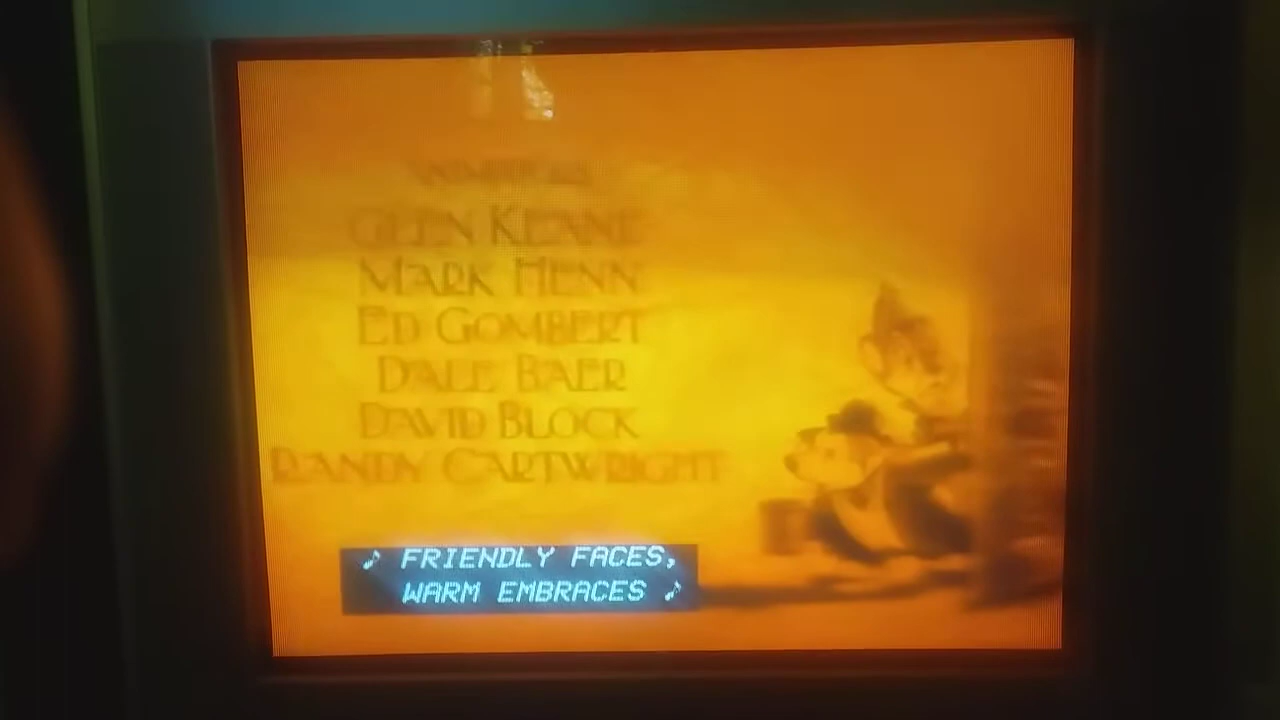 GLEN KEANE
MARK HENN
ED GOMBERT
DALE BAER
DAVID BLOCK
RANDY CARTWRIGHT
♪ FRIENDLY FACES,
WARM EMBRACES ♪